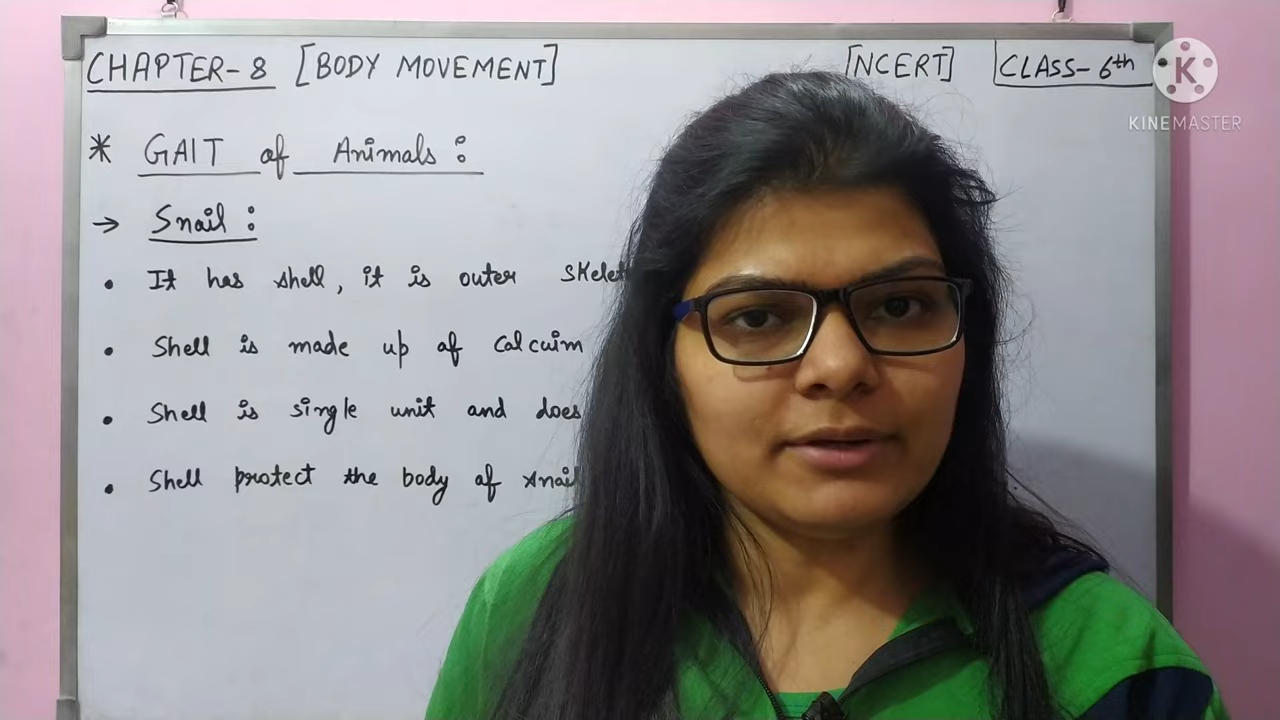 CHAPTER-8 [BODY MOVEMENT] [NCERT] CLASS-6th
K
KINEMASTER
* GAIT of Animals :
→ Snail :
• It has shell, it is outer
• Shell is made up of Calcuim
• Shell is single unit and does
• Shell protect the body of snail